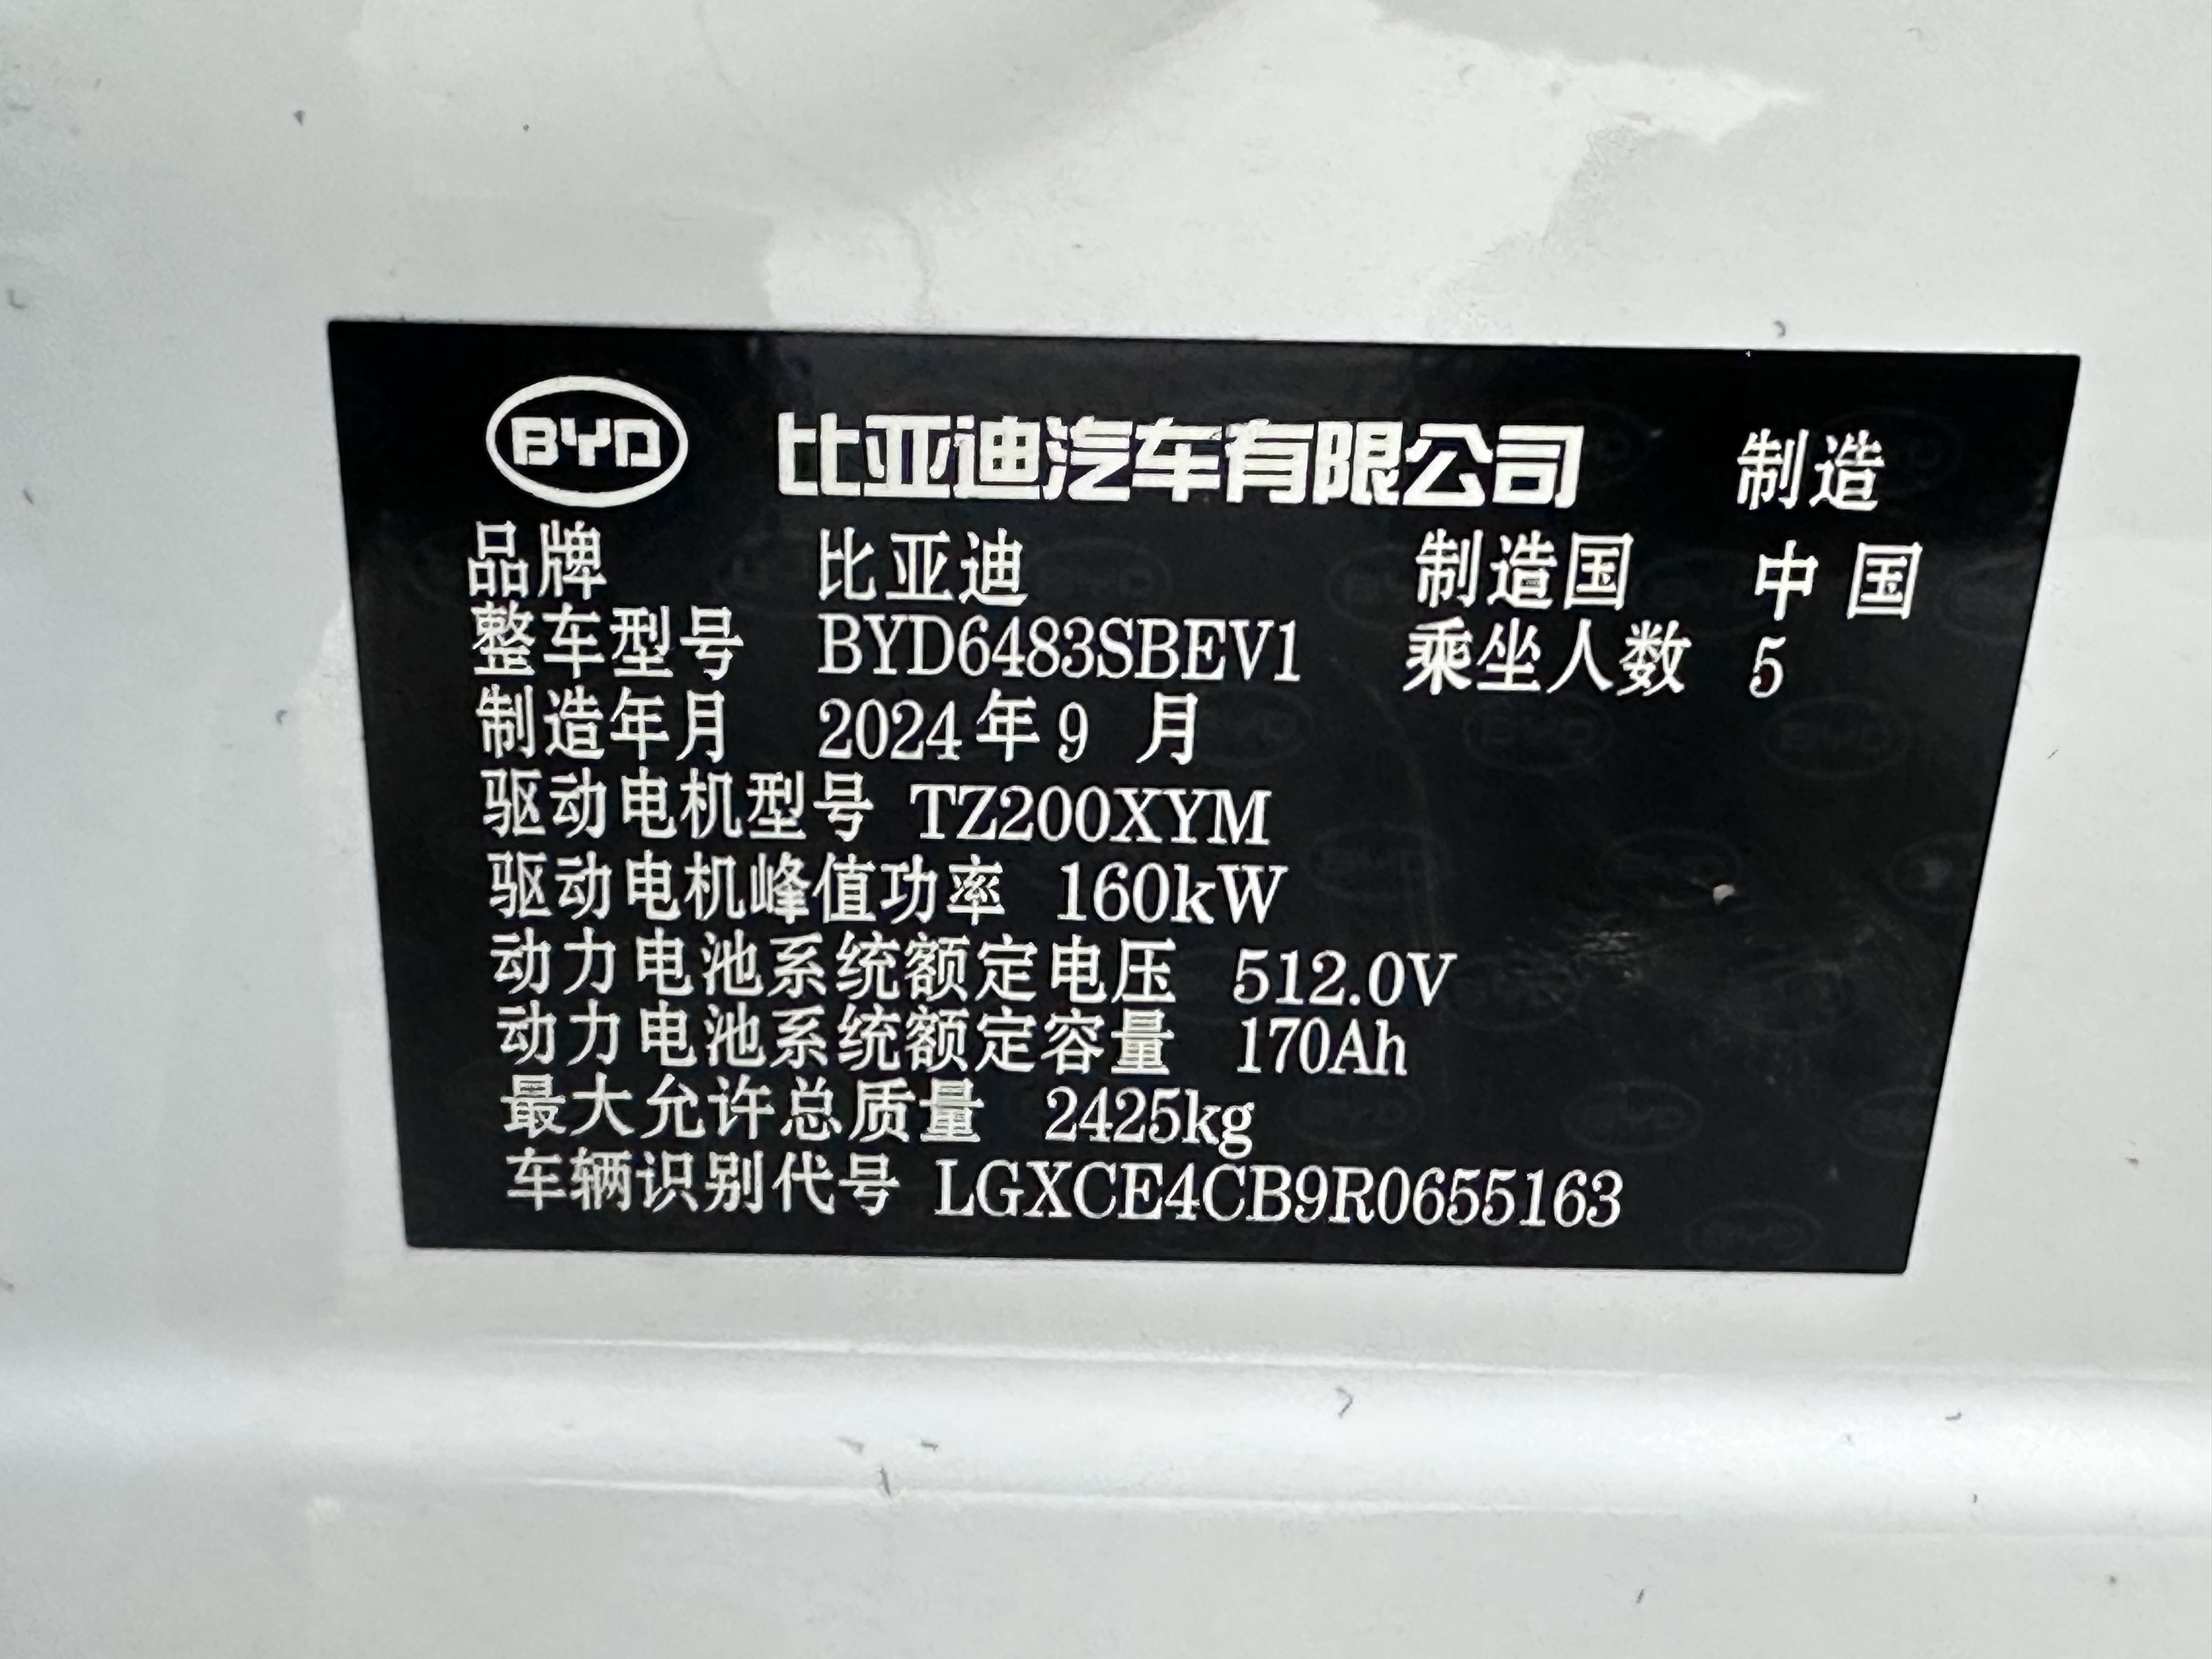 BYD 比亚迪汽车有限公司 制造
品牌 比亚迪 制造国 中国
整车型号 BYD6483SBEV1 乘坐人数 5
制造年月 2024年9月
驱动电机型号 TZ200XYM
驱动电机峰值功率 160kW
动力电池系统额定电压 512.0V
动力电池系统额定容量 170Ah
最大允许总质量 2425kg
车辆识别代号 LGXCE4CB9R0655163